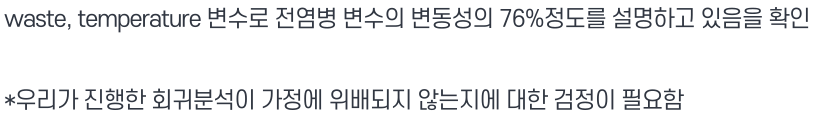 waste, temperature 변수로 전염병 변수의 변동성의 76%정도를 설명하고 있음을 확인
*우리가 진행한 회귀분석이 가정에 위배되지 않는지에 대한 검정이 필요함